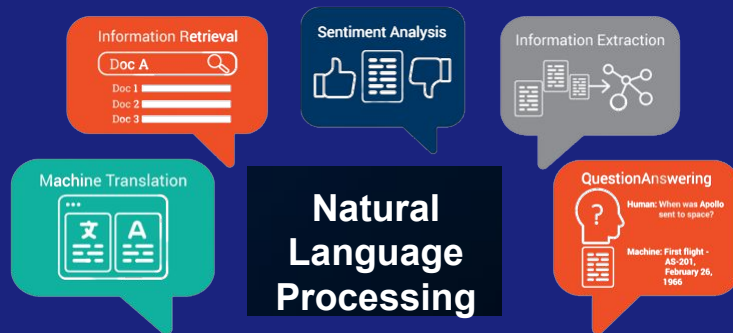 Information Retrieval
Doc A
Doc 1
Doc 2
Doc 3
Sentiment Analysis
Information Extraction
Machine Translation
文 A
Natural
Language
Processing
QuestionAnswering
?
Human: When was Apollo
sent to space?
Machine: First flight -
AS-201,
February 26,
1966